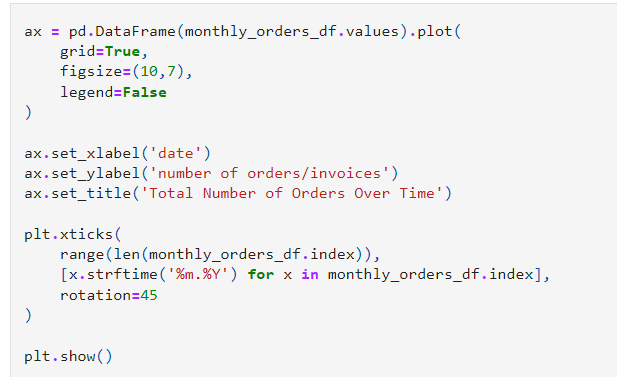 ax = pd.DataFrame(monthly_orders_df.values).plot(
    grid=True,
    figsize=(10,7),
    legend=False
)

ax.set_xlabel('date')
ax.set_ylabel('number of orders/invoices')
ax.set_title('Total Number of Orders Over Time')

plt.xticks(
    range(len(monthly_orders_df.index)),
    [x.strftime('%m.%Y') for x in monthly_orders_df.index],
    rotation=45
)

plt.show()